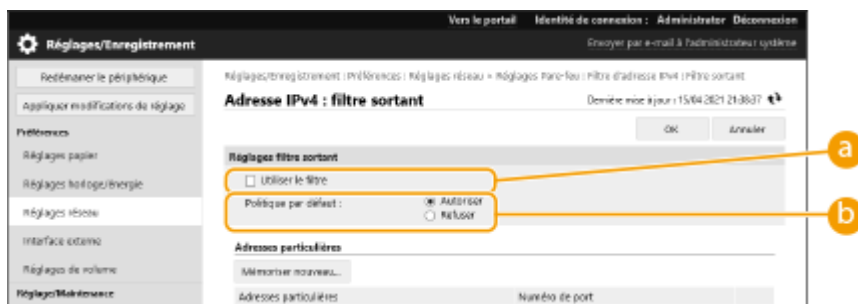 Vers le portail Identité de connexion : Administrator Déconnexion
Réglages/Enregistrement
Envoyer par e-mail à l'administrateur système
Redémarrer le périphérique
Réglages/Enregistrement : Préférences : Réglages réseau > Réglages Pare-feu : Filtre d'adresse IPv4 : Filtre sortant
Appliquer modifications de réglage
Adresse IPv4 : filtre sortant
Dernière mise à jour : 15/04 2021 21:38:37
Préférences
OK Annuler
Réglages papier
Réglages filtre sortant
a
Réglages horloge/énergie
Utiliser le filtre
Réglages réseau
Politique par défaut : Autoriser
Refuser
b
Interface externe
Adresses particulières
Réglages de volume
Mémoriser nouveau...
Réglage/Maintenance
Adresses particulières Numéro de port